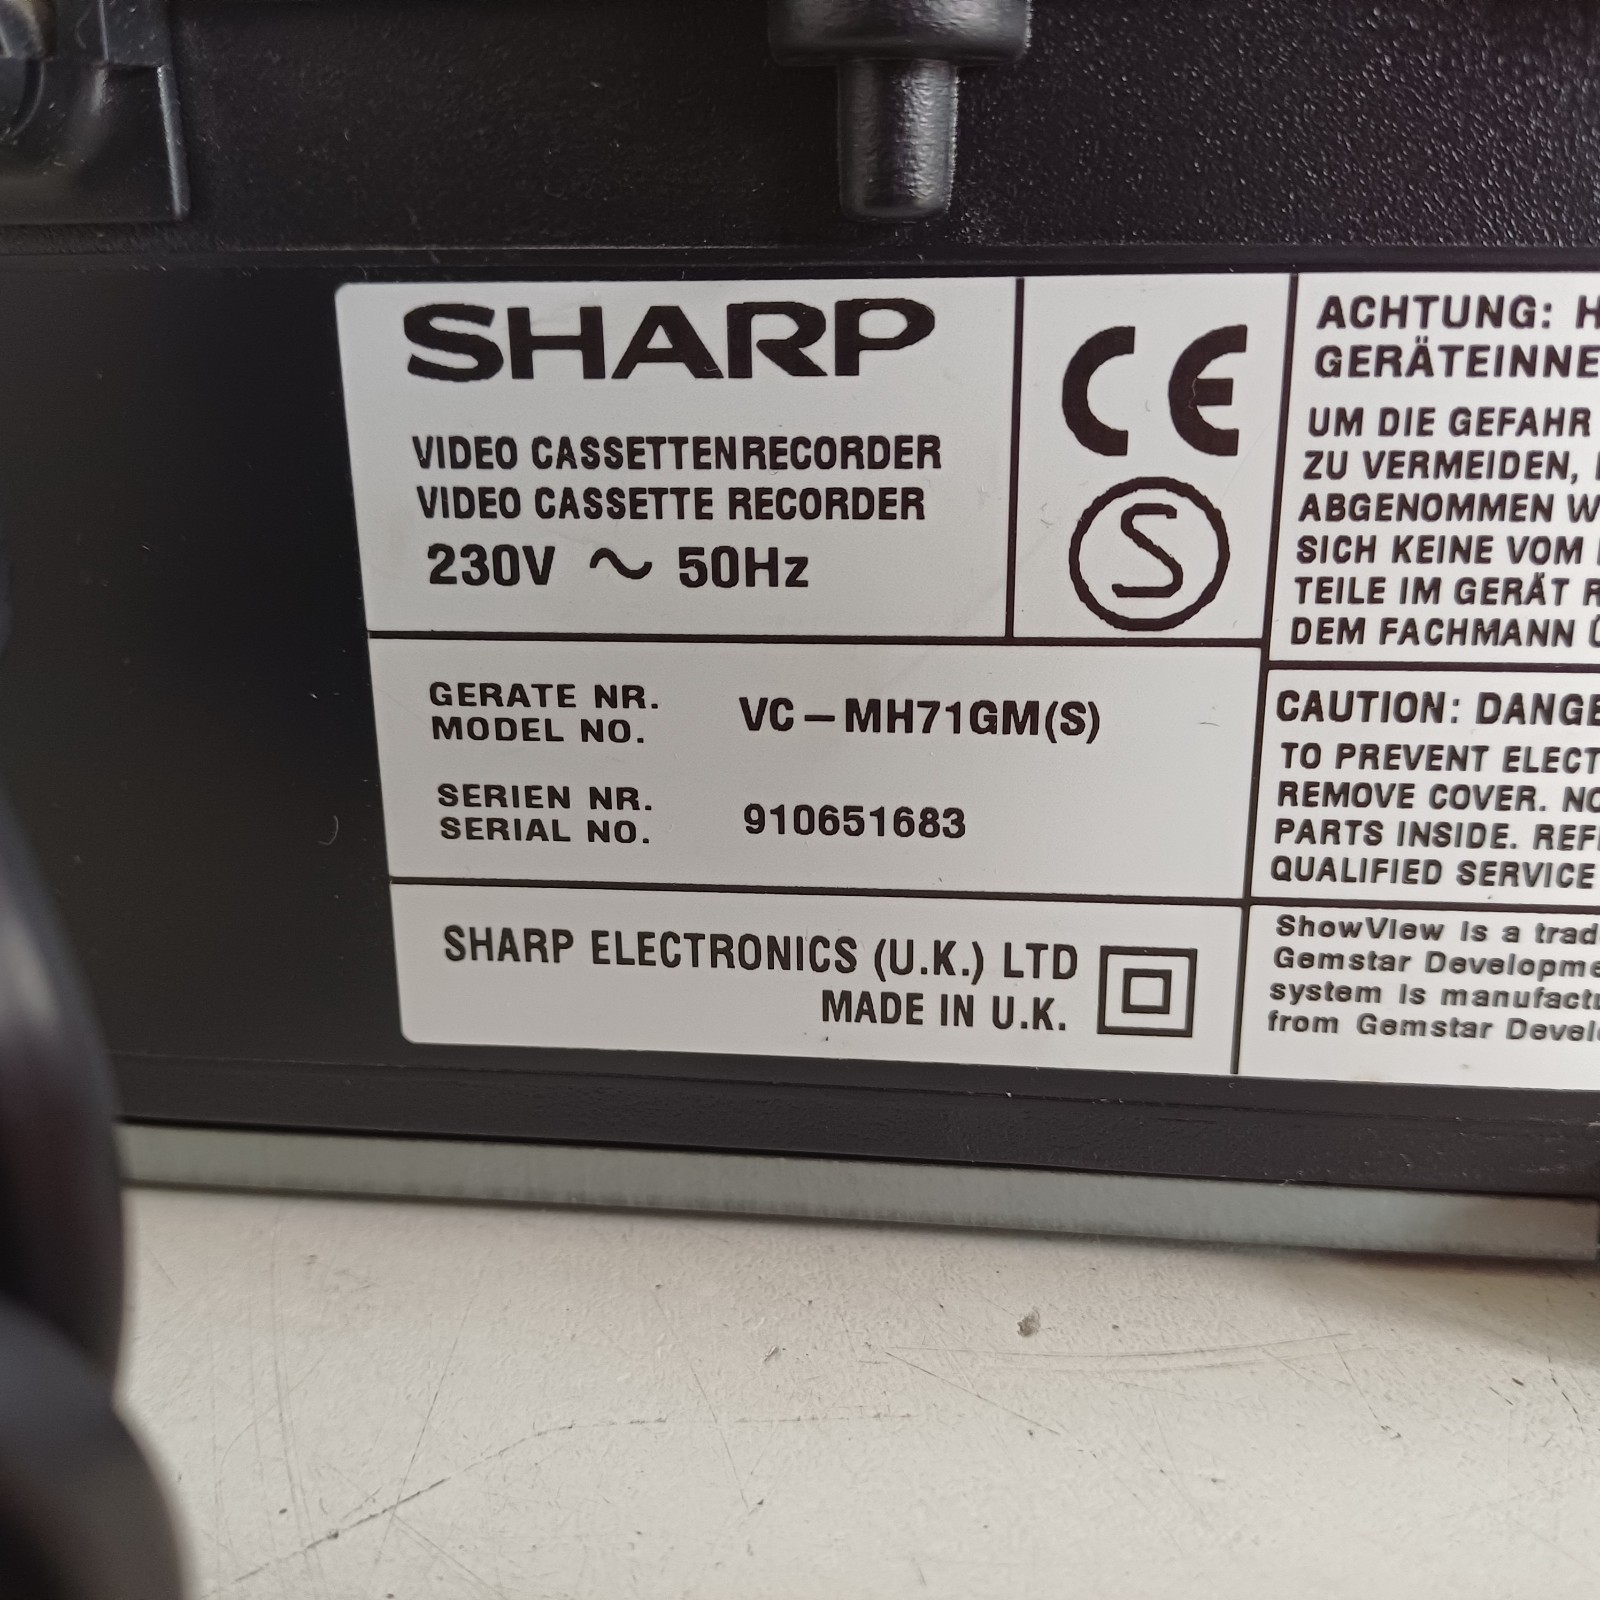 SHARP
VIDEO CASSETTENRECORDER
VIDEO CASSETTE RECORDER
230V ~ 50Hz
CE
S
GERATE NR.
MODEL NO.
VC–MH71GM(S)
SERIEN NR.
SERIAL NO.
910651683
SHARP ELECTRONICS (U.K.) LTD
MADE IN U.K.
ACHTUNG:
UM DIE GEFAHR
ZU VERMEIDEN,
ABGENOMMEN
SICH KEINE VOM
TEILE IM GERÄT
DEM FACHMANN
CAUTION:
TO PREVENT
REMOVE COVER.
PARTS INSIDE.
QUALIFIED SERVICE
ShowView is a
Gemstar
system is
from Gemstar